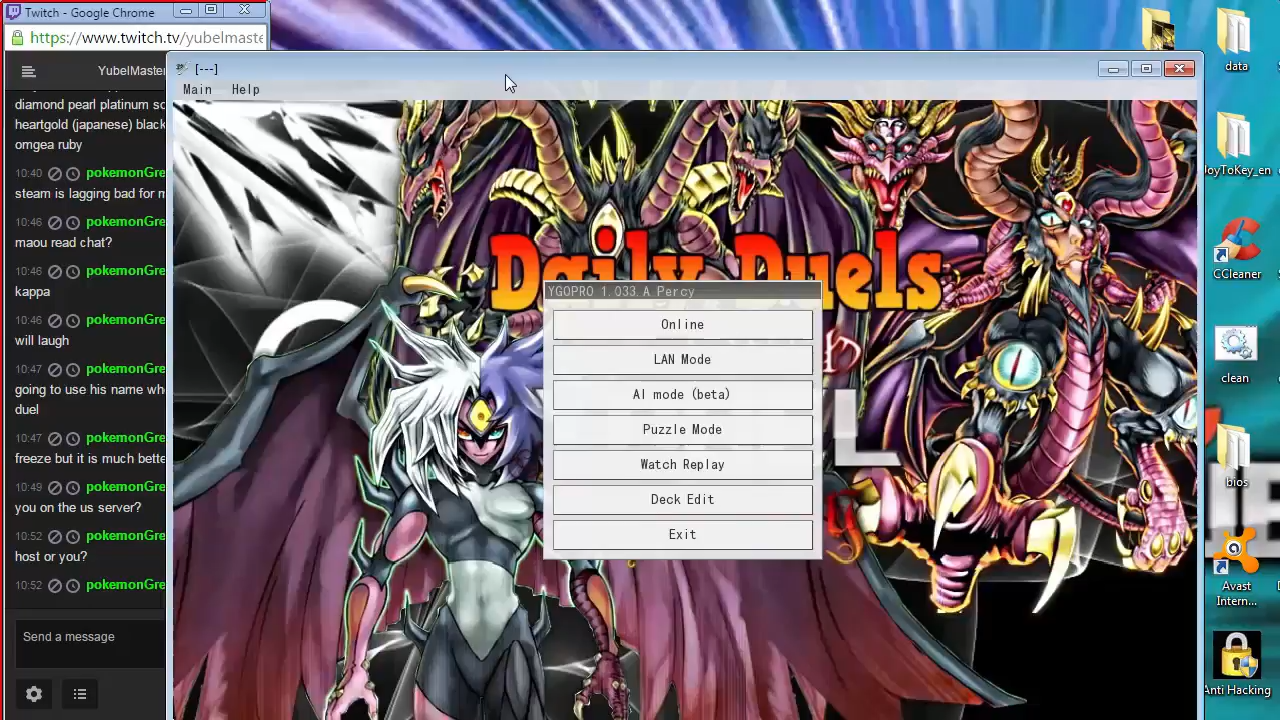 Twitch - Google Chrome
https://www.twitch.tv/yubelmaste
YubelMaster
diamond pearl platinum so
heartgold (japanese) black
omgea ruby
10:40 pokemonGre
steam is lagging bad for m
10:46 pokemonGre
maou read chat?
10:46 pokemonGre
kappa
10:46 pokemonGre
will laugh
10:47 pokemonGre
going to use his name whe
duel
10:47 pokemonGre
freeze but it is much bette
10:49 pokemonGre
you on the us server?
10:52 pokemonGre
host or you?
10:52 pokemonGre
Send a message
[---]
Main Help
Daily Duels
YGOPRO 1.033.A Percy
Online
LAN Mode
AI mode (beta)
Puzzle Mode
Watch Replay
Deck Edit
Exit
data
JoyToKey_en
CCleaner
clean
bios
Avast
Intern...
Anti Hacking